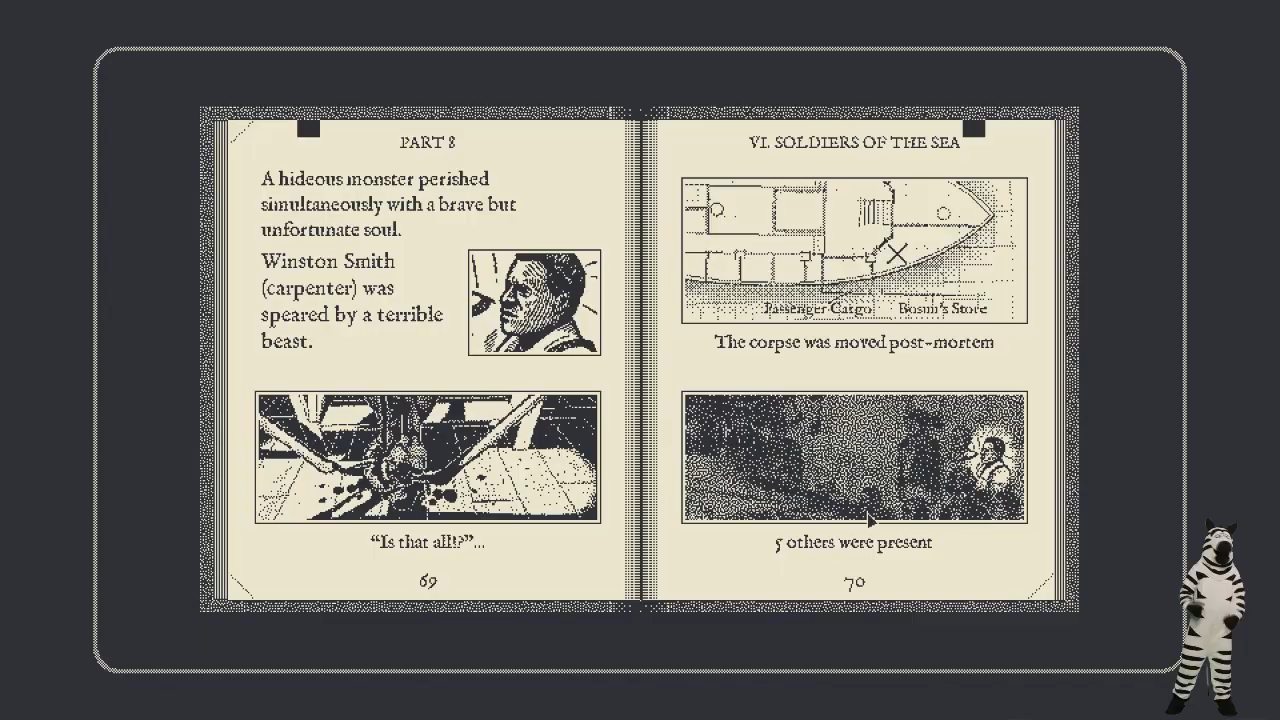 PART 8
A hideous monster perished
simultaneously with a brave but
unfortunate soul.
Winston Smith
(carpenter) was
speared by a terrible
beast.
“Is that all!?”...
69
VI. SOLDIERS OF THE SEA
Passenger Cargo
Bosun's Store
The corpse was moved post-mortem
5 others were present
70